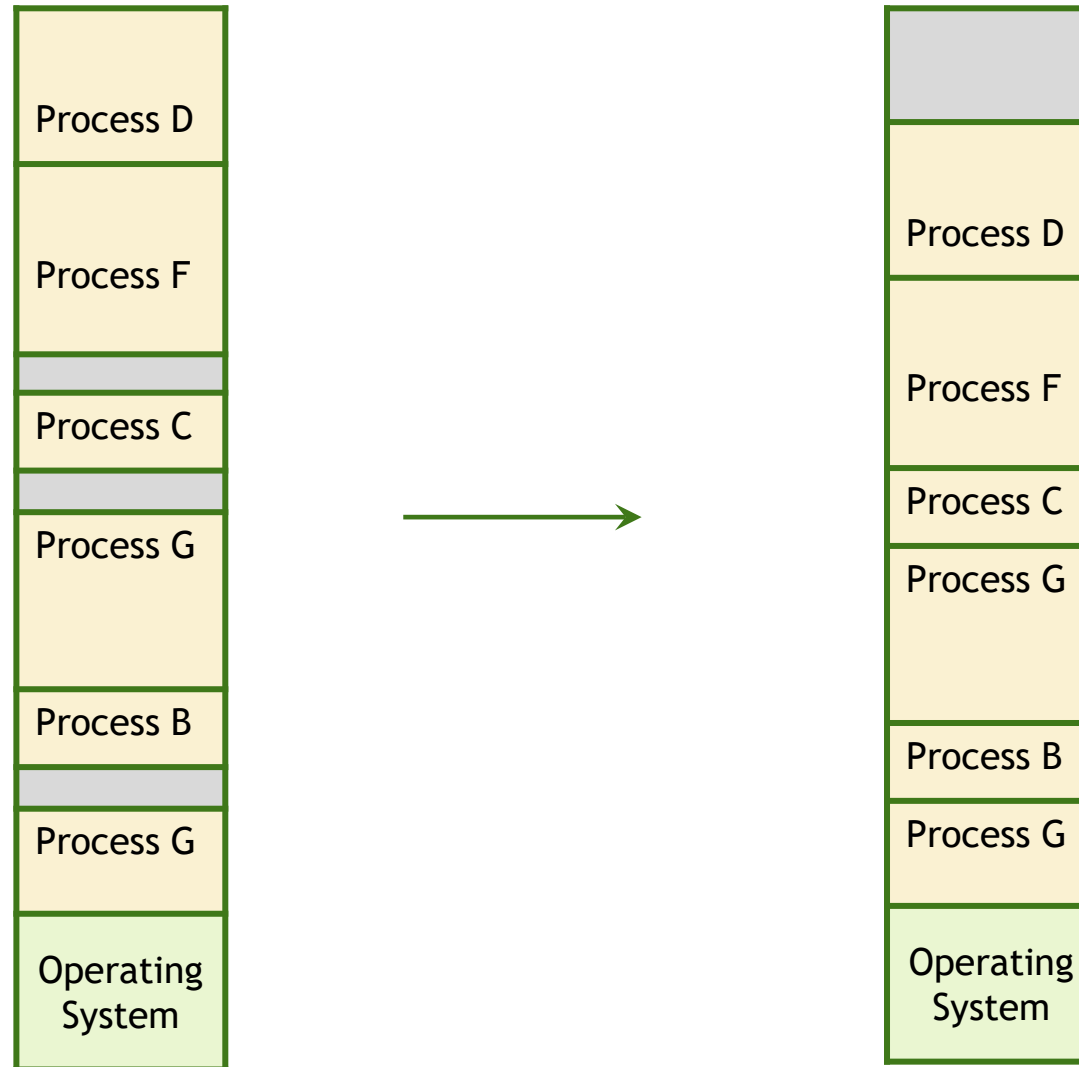 Process D
Process F
Process C
Process G
Process B
Process G
Operating
System
Process D
Process F
Process C
Process G
Process B
Process G
Operating
System